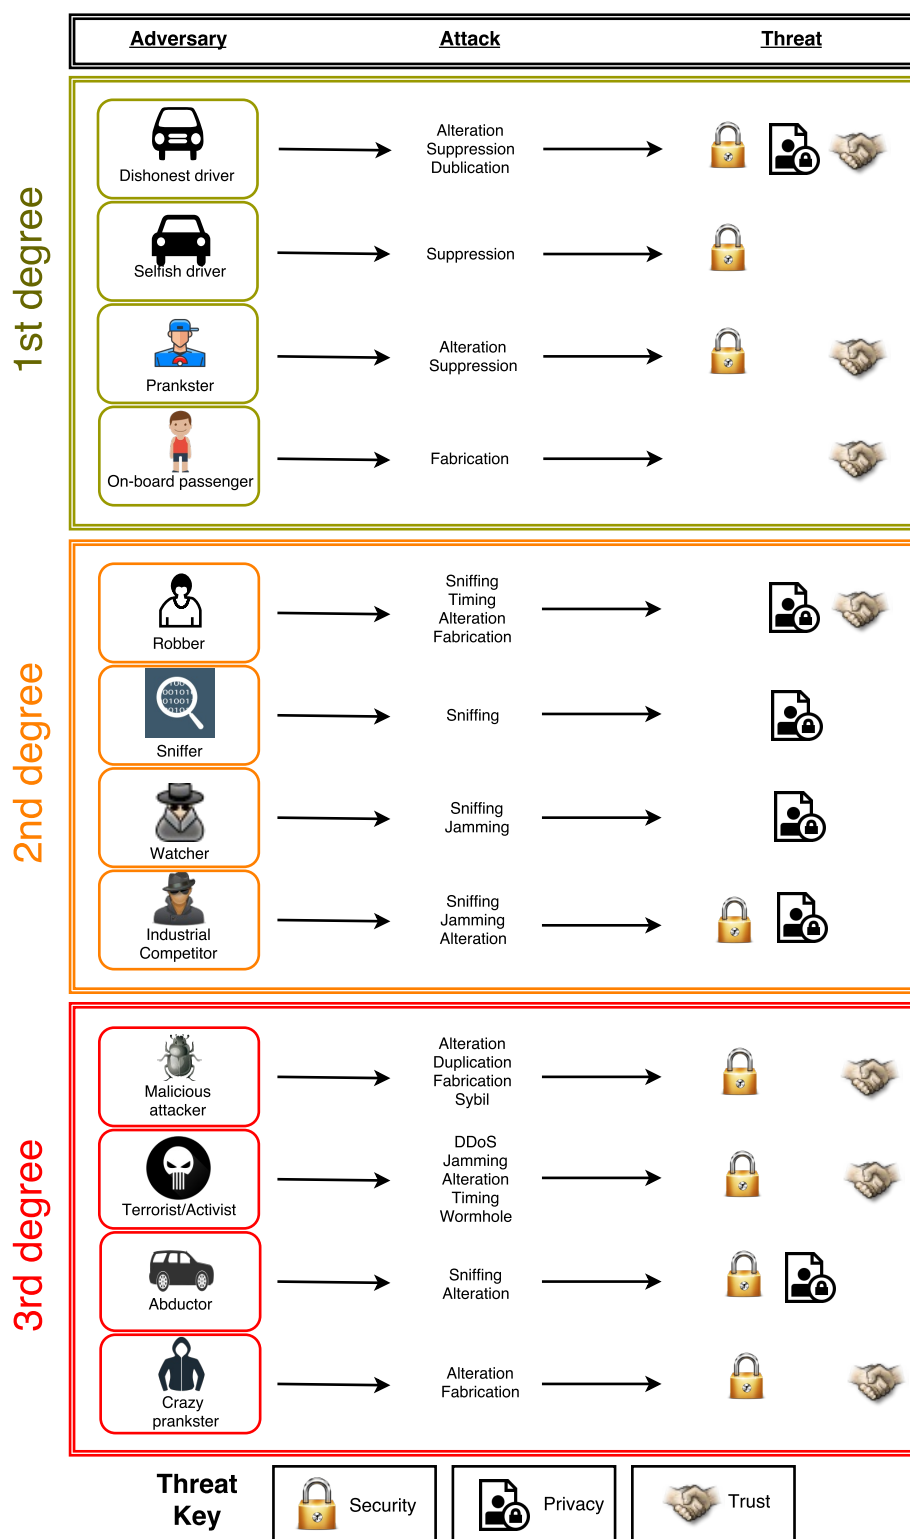 Adversary Attack Threat
1st degree
Dishonest driver
Alteration
Suppression
Dublication
Selfish driver
Suppression
Prankster
Alteration
Suppression
On-board passenger
Fabrication
2nd degree
Robber
Sniffing
Timing
Alteration
Fabrication
Sniffer
Sniffing
Watcher
Sniffing
Jamming
Industrial
Competitor
Sniffing
Jamming
Alteration
3rd degree
Malicious
attacker
Alteration
Duplication
Fabrication
Sybil
Terrorist/Activist
DDoS
Jamming
Alteration
Timing
Wormhole
Abductor
Sniffing
Alteration
Crazy
prankster
Alteration
Fabrication
Threat
Key
Security
Privacy
Trust